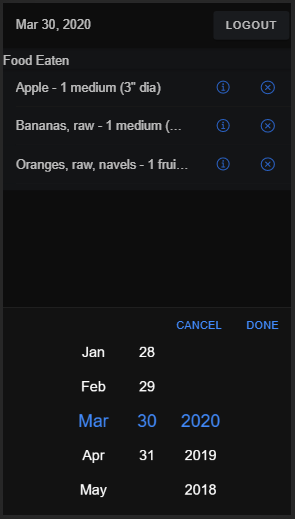 Mar 30, 2020 LOGOUT
Food Eaten
Apple - 1 medium (3" dia)
Bananas, raw - 1 medium (...
Oranges, raw, navels - 1 frui...
CANCEL DONE
Jan 28
Feb 29
Mar 30 2020
Apr 31 2019
May 2018